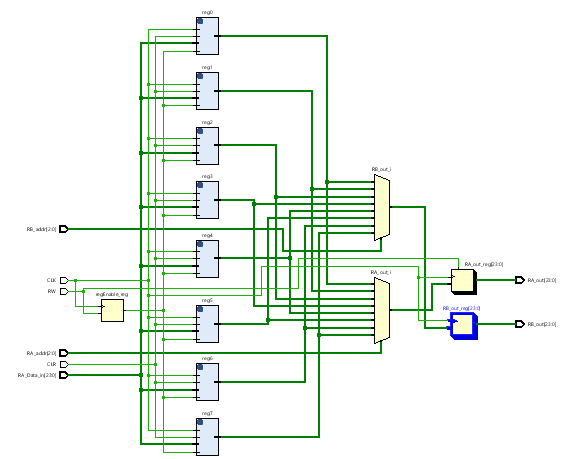 reg0
reg1
reg2
RB_out_i
reg3
RB_addr[2:0]
reg4
RA_out_reg[23:0]
RA_out_i
CLK
RA_out[23:0]
RW
regEnable_reg
reg5
RB_out_reg[23:0]
RB_out[23:0]
RA_addr[2:0]
reg6
CLR
RA_Data_in[23:0]
reg7